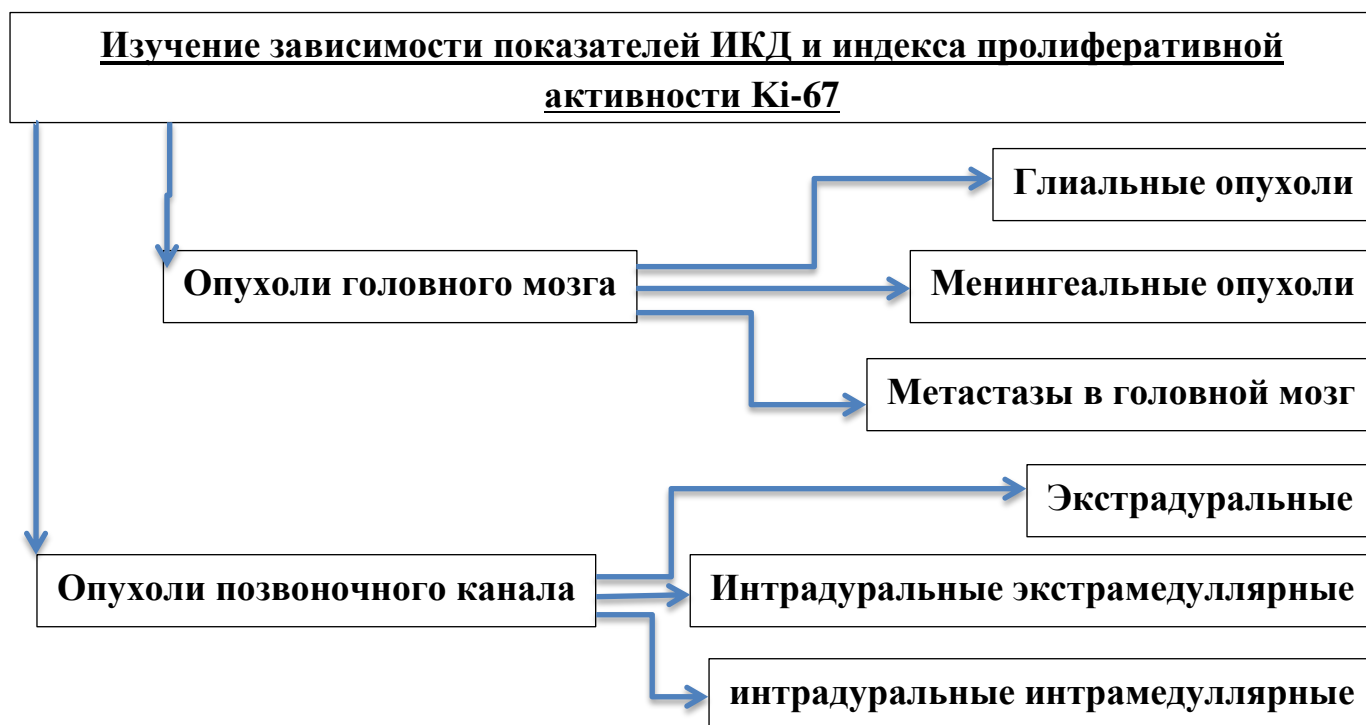 Изучение зависимости показателей ИКД и индекса пролиферативной
активности Ki-67
Глиальные опухоли
Опухоли головного мозга
Менингеальные опухоли
Метастазы в головной мозг
Экстрадуральные
Опухоли позвоночного канала
Интрадуральные экстрамедуллярные
интрадуральные интрамедуллярные